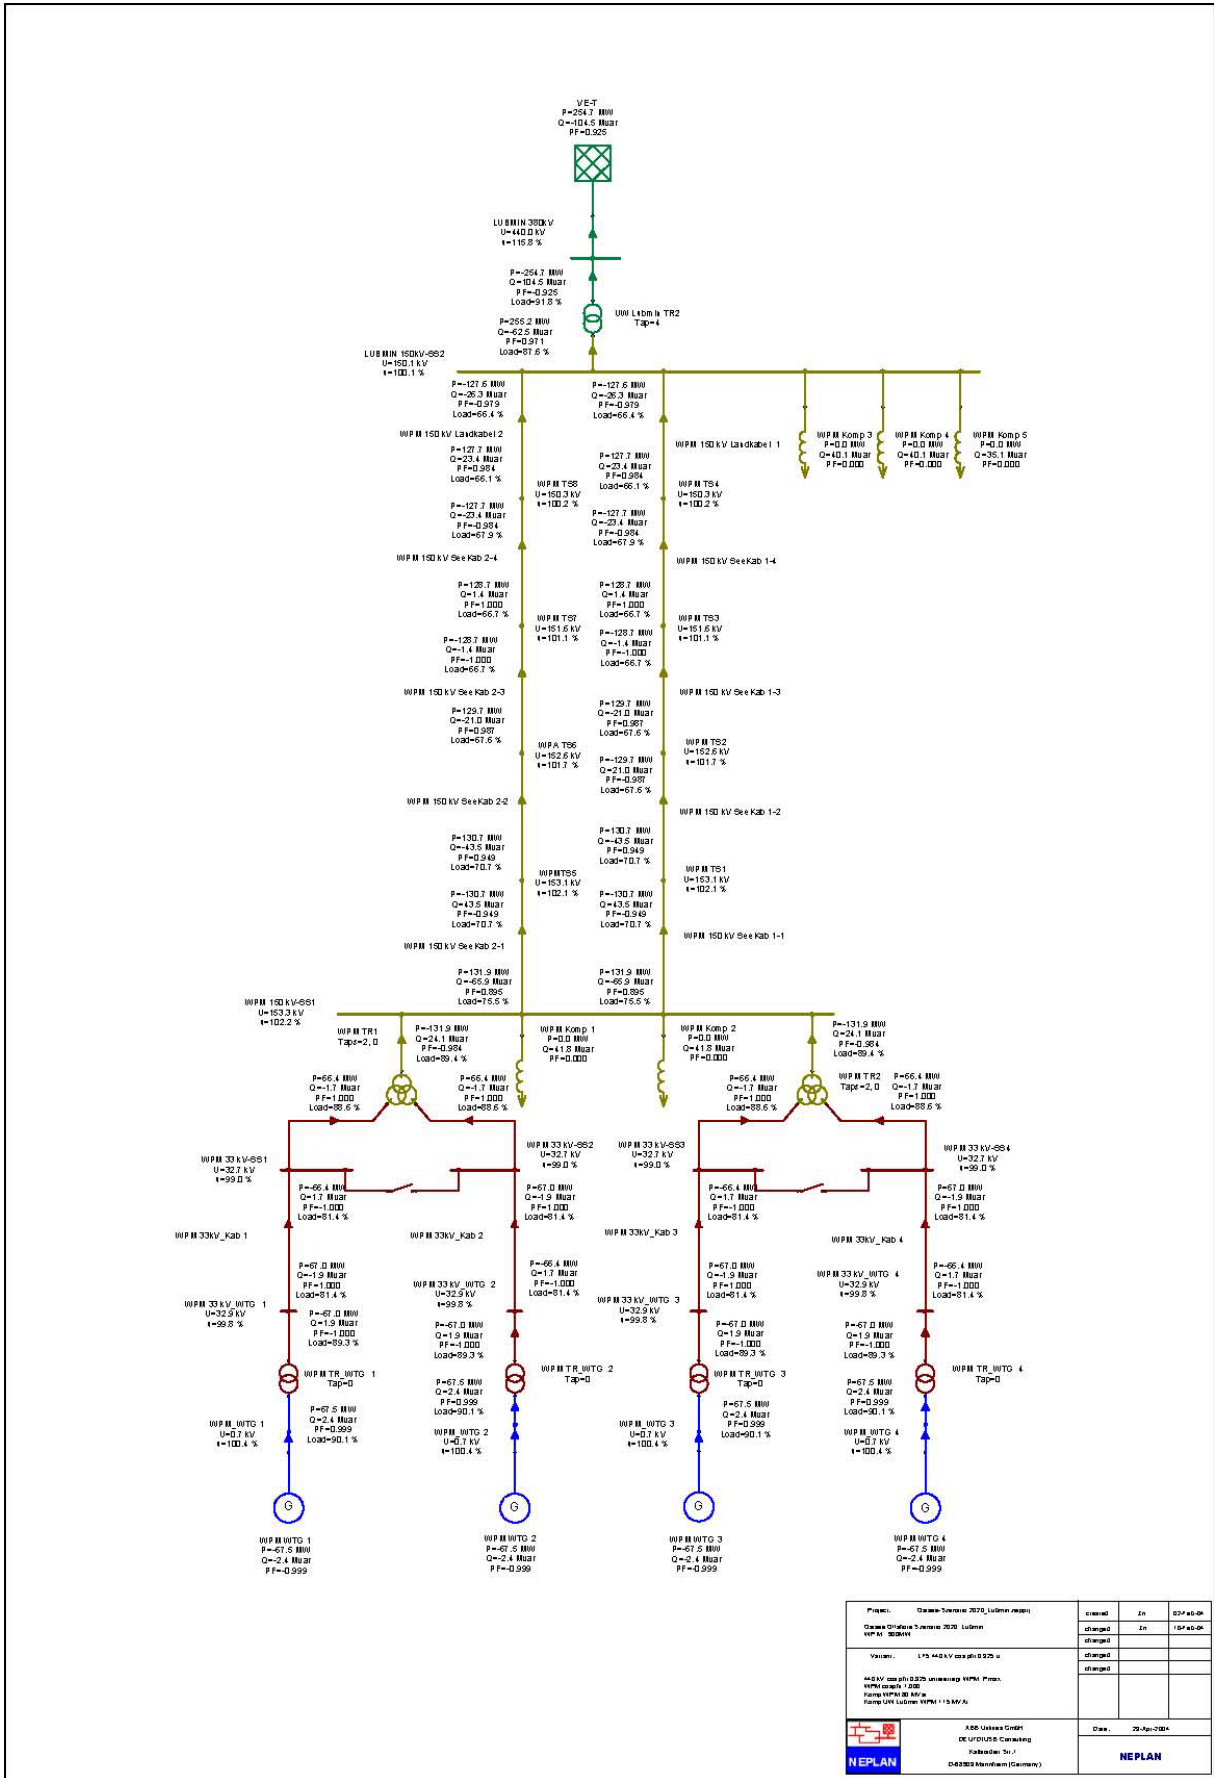 VE-T
P=254.7 MW
Q=-104.5 Mvar
PF=0.925
LUBMIN 380kV
U=440.0 kV
u=115.8 %
P=-254.7 MW
Q=104.5 Mvar
PF=-0.925
Load=91.8 %
UW Lubmin TR2
Tap=4
P=255.2 MW
Q=-62.5 Mvar
PF=0.971
Load=87.6 %
LUBMIN 150kV-SS2
U=150.1 kV
u=100.1 %
P=-127.6 MW
Q=-26.3 Mvar
PF=-0.979
Load=66.4 %
P=-127.6 MW
Q=-26.3 Mvar
PF=-0.979
Load=66.4 %
WPM 150 kV Landkabel 2
WPM 150 kV Landkabel 1
WPM Komp 3
P=0.0 MW
Q=40.1 Mvar
PF=0.000
WPM Komp 4
P=0.0 MW
Q=40.1 Mvar
PF=0.000
WPM Komp 5
P=0.0 MW
Q=35.1 Mvar
PF=0.000
P=127.7 MW
Q=23.4 Mvar
PF=0.984
Load=66.1 %
P=127.7 MW
Q=23.4 Mvar
PF=0.984
Load=66.1 %
WPM TS8
U=150.3 kV
u=100.2 %
WPM TS4
U=150.3 kV
u=100.2 %
P=-127.7 MW
Q=-23.4 Mvar
PF=-0.984
Load=67.9 %
P=-127.7 MW
Q=-23.4 Mvar
PF=-0.984
Load=67.9 %
WPM 150 kV SeeKab 2-4
WPM 150 kV SeeKab 1-4
P=128.7 MW
Q=1.4 Mvar
PF=1.000
Load=66.7 %
P=128.7 MW
Q=1.4 Mvar
PF=1.000
Load=66.7 %
WPM TS7
U=151.6 kV
u=101.1 %
WPM TS3
U=151.6 kV
u=101.1 %
P=-128.7 MW
Q=-1.4 Mvar
PF=-1.000
Load=66.7 %
P=-128.7 MW
Q=-1.4 Mvar
PF=-1.000
Load=66.7 %
WPM 150 kV SeeKab 2-3
WPM 150 kV SeeKab 1-3
P=129.7 MW
Q=-21.0 Mvar
PF=0.987
Load=67.6 %
P=129.7 MW
Q=-21.0 Mvar
PF=0.987
Load=67.6 %
WPA TS6
U=152.6 kV
u=101.7 %
WPM TS2
U=152.6 kV
u=101.7 %
P=-129.7 MW
Q=21.0 Mvar
PF=-0.987
Load=67.6 %
WPM 150 kV SeeKab 2-2
WPM 150 kV SeeKab 1-2
P=130.7 MW
Q=-43.5 Mvar
PF=0.949
Load=70.7 %
P=130.7 MW
Q=-43.5 Mvar
PF=0.949
Load=70.7 %
WPMTS5
U=153.1 kV
u=102.1 %
WPM TS1
U=153.1 kV
u=102.1 %
P=-130.7 MW
Q=43.5 Mvar
PF=-0.949
Load=70.7 %
P=-130.7 MW
Q=43.5 Mvar
PF=-0.949
Load=70.7 %
WPM 150 kV SeeKab 2-1
WPM 150 kV SeeKab 1-1
P=131.9 MW
Q=-65.9 Mvar
PF=0.895
Load=75.5 %
P=131.9 MW
Q=-65.9 Mvar
PF=0.895
Load=75.5 %
WPM 150 kV-SS1
U=153.3 kV
u=102.2 %
WPM TR1
Taps=2, 0
P=-131.9 MW
Q=24.1 Mvar
PF=-0.984
Load=89.4 %
WPM Komp 1
P=0.0 MW
Q=41.8 Mvar
PF=0.000
WPM Komp 2
P=0.0 MW
Q=41.8 Mvar
PF=0.000
P=-131.9 MW
Q=24.1 Mvar
PF=-0.984
Load=89.4 %
WPM TR2
Taps=2, 0
P=66.4 MW
Q=-1.7 Mvar
PF=1.000
Load=88.6 %
P=66.4 MW
Q=-1.7 Mvar
PF=1.000
Load=88.6 %
P=66.4 MW
Q=-1.7 Mvar
PF=1.000
Load=88.6 %
P=66.4 MW
Q=-1.7 Mvar
PF=1.000
Load=88.6 %
WPM 33 kV-SS1
U=32.7 kV
u=99.0 %
WPM 33 kV-SS2
U=32.7 kV
u=99.0 %
WPM 33 kV-SS3
U=32.7 kV
u=99.0 %
WPM 33 kV-SS4
U=32.7 kV
u=99.0 %
P=-66.4 MW
Q=1.7 Mvar
PF=-1.000
Load=81.4 %
P=67.0 MW
Q=-1.9 Mvar
PF=1.000
Load=81.4 %
P=-66.4 MW
Q=1.7 Mvar
PF=-1.000
Load=81.4 %
P=67.0 MW
Q=-1.9 Mvar
PF=1.000
Load=81.4 %
WPM 33kV_Kab 1
WPM 33kV_Kab 2
WPM 33kV_Kab 3
WPM 33kV_Kab 4
P=67.0 MW
Q=-1.9 Mvar
PF=1.000
Load=81.4 %
P=-66.4 MW
Q=1.7 Mvar
PF=-1.000
Load=81.4 %
P=67.0 MW
Q=-1.9 Mvar
PF=1.000
Load=81.4 %
P=-66.4 MW
Q=1.7 Mvar
PF=-1.000
Load=81.4 %
WPM 33 kV_WTG 1
U=32.9 kV
u=99.8 %
WPM 33 kV_WTG 2
U=32.9 kV
u=99.8 %
WPM 33 kV_WTG 3
U=32.9 kV
u=99.8 %
WPM 33 kV_WTG 4
U=32.9 kV
u=99.8 %
P=-67.0 MW
Q=1.9 Mvar
PF=-1.000
Load=89.3 %
P=-67.0 MW
Q=1.9 Mvar
PF=-1.000
Load=89.3 %
P=-67.0 MW
Q=1.9 Mvar
PF=-1.000
Load=89.3 %
P=-67.0 MW
Q=1.9 Mvar
PF=-1.000
Load=89.3 %
WPM TR_WTG 1
Tap=0
WPM TR_WTG 2
Tap=0
WPM TR_WTG 3
Tap=0
WPM TR_WTG 4
Tap=0
P=67.5 MW
Q=2.4 Mvar
PF=0.999
Load=90.1 %
P=67.5 MW
Q=2.4 Mvar
PF=0.999
Load=90.1 %
P=67.5 MW
Q=2.4 Mvar
PF=0.999
Load=90.1 %
P=67.5 MW
Q=2.4 Mvar
PF=0.999
Load=90.1 %
WPM_WTG 1
U=0.7 kV
u=100.4 %
WPM_WTG 2
U=0.7 kV
u=100.4 %
WPM_WTG 3
U=0.7 kV
u=100.4 %
WPM_WTG 4
U=0.7 kV
u=100.4 %
G
G
G
G
WPM WTG 1
P=-67.5 MW
Q=-2.4 Mvar
PF=-0.999
WPM WTG 2
P=-67.5 MW
Q=-2.4 Mvar
PF=-0.999
WPM WTG 3
P=-67.5 MW
Q=-2.4 Mvar
PF=-0.999
WPM WTG 4
P=-67.5 MW
Q=-2.4 Mvar
PF=-0.999
Project:
created
changed
changed
Variant: LF5 440 kV cosphi 0.925 u
changed
changed
NEPLAN
ABB Utilities GmbH
Consulting
D-68309 Mannheim (Germany)
Date: 29-Apr-2004
NEPLAN